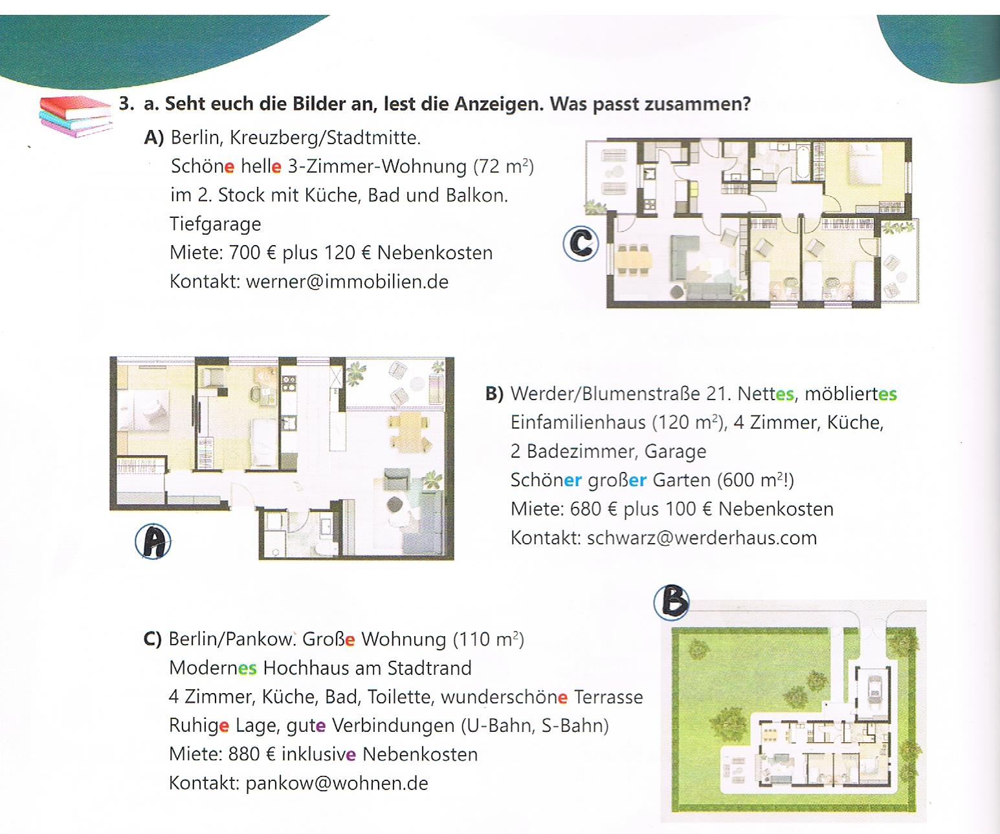 3. a. Seht euch die Bilder an, lest die Anzeigen. Was passt zusammen?
A) Berlin, Kreuzberg/Stadtmitte.
Schöne helle 3-Zimmer-Wohnung (72 m²)
im 2. Stock mit Küche, Bad und Balkon.
Tiefgarage
Miete: 700 € plus 120 € Nebenkosten
Kontakt: werner@immobilien.de
C
A
B) Werder/Blumenstraße 21. Nettes, möbliertes
Einfamilienhaus (120 m²), 4 Zimmer, Küche,
2 Badezimmer, Garage
Schöner großer Garten (600 m²!)
Miete: 680 € plus 100 € Nebenkosten
Kontakt: schwarz@werderhaus.com
B
C) Berlin/Pankow. Große Wohnung (110 m²)
Modernes Hochhaus am Stadtrand
4 Zimmer, Küche, Bad, Toilette, wunderschöne Terrasse
Ruhige Lage, gute Verbindungen (U-Bahn, S-Bahn)
Miete: 880 € inklusive Nebenkosten
Kontakt: pankow@wohnen.de